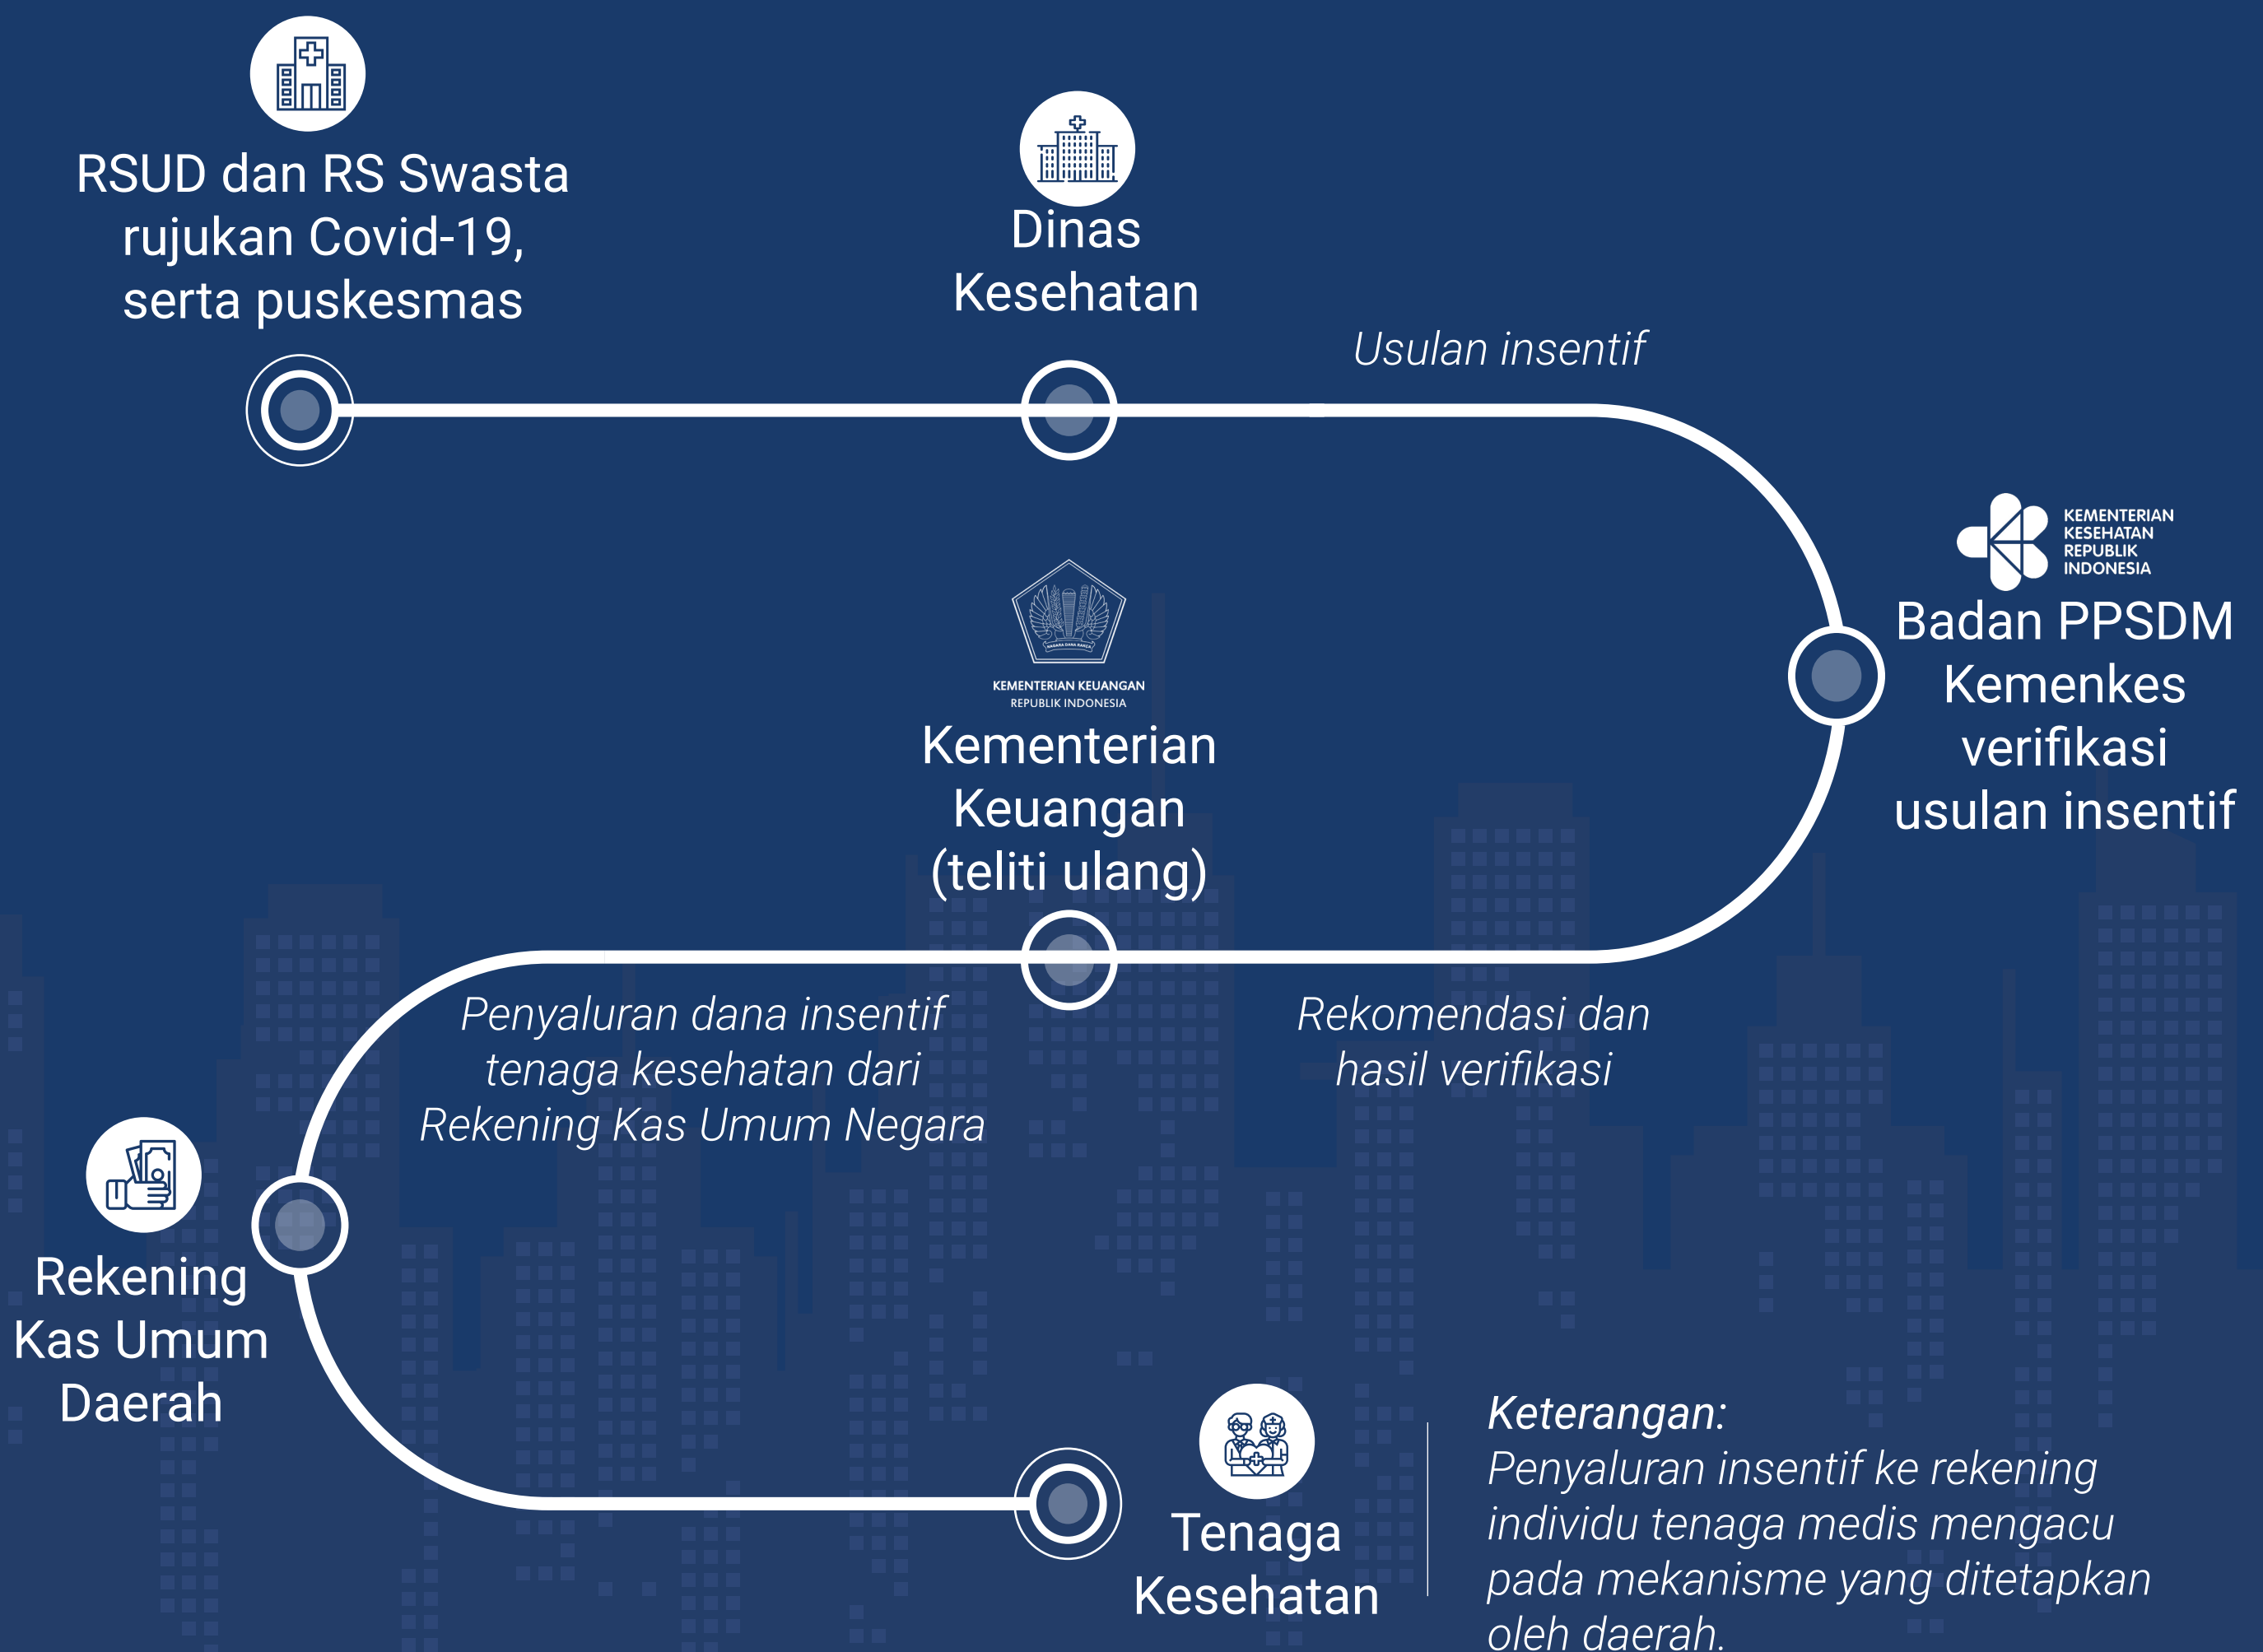 RSUD dan RS Swasta
rujukan Covid-19,
serta puskesmas
Dinas
Kesehatan
Usulan insentif
KEMENTERIAN
KESEHATAN
REPUBLIK
INDONESIA
Badan PPSDM
Kemenkes
verifikasi
usulan insentif
NAGARA DANA RAKCA
KEMENTERIAN KEUANGAN
REPUBLIK INDONESIA
Kementerian
Keuangan
(teliti ulang)
Rekomendasi dan
hasil verifikasi
Penyaluran dana insentif
tenaga kesehatan dari
Rekening Kas Umum Negara
Rekening
Kas Umum
Daerah
Tenaga
Kesehatan
Keterangan:
Penyaluran insentif ke rekening
individu tenaga medis mengacu
pada mekanisme yang ditetapkan
oleh daerah.